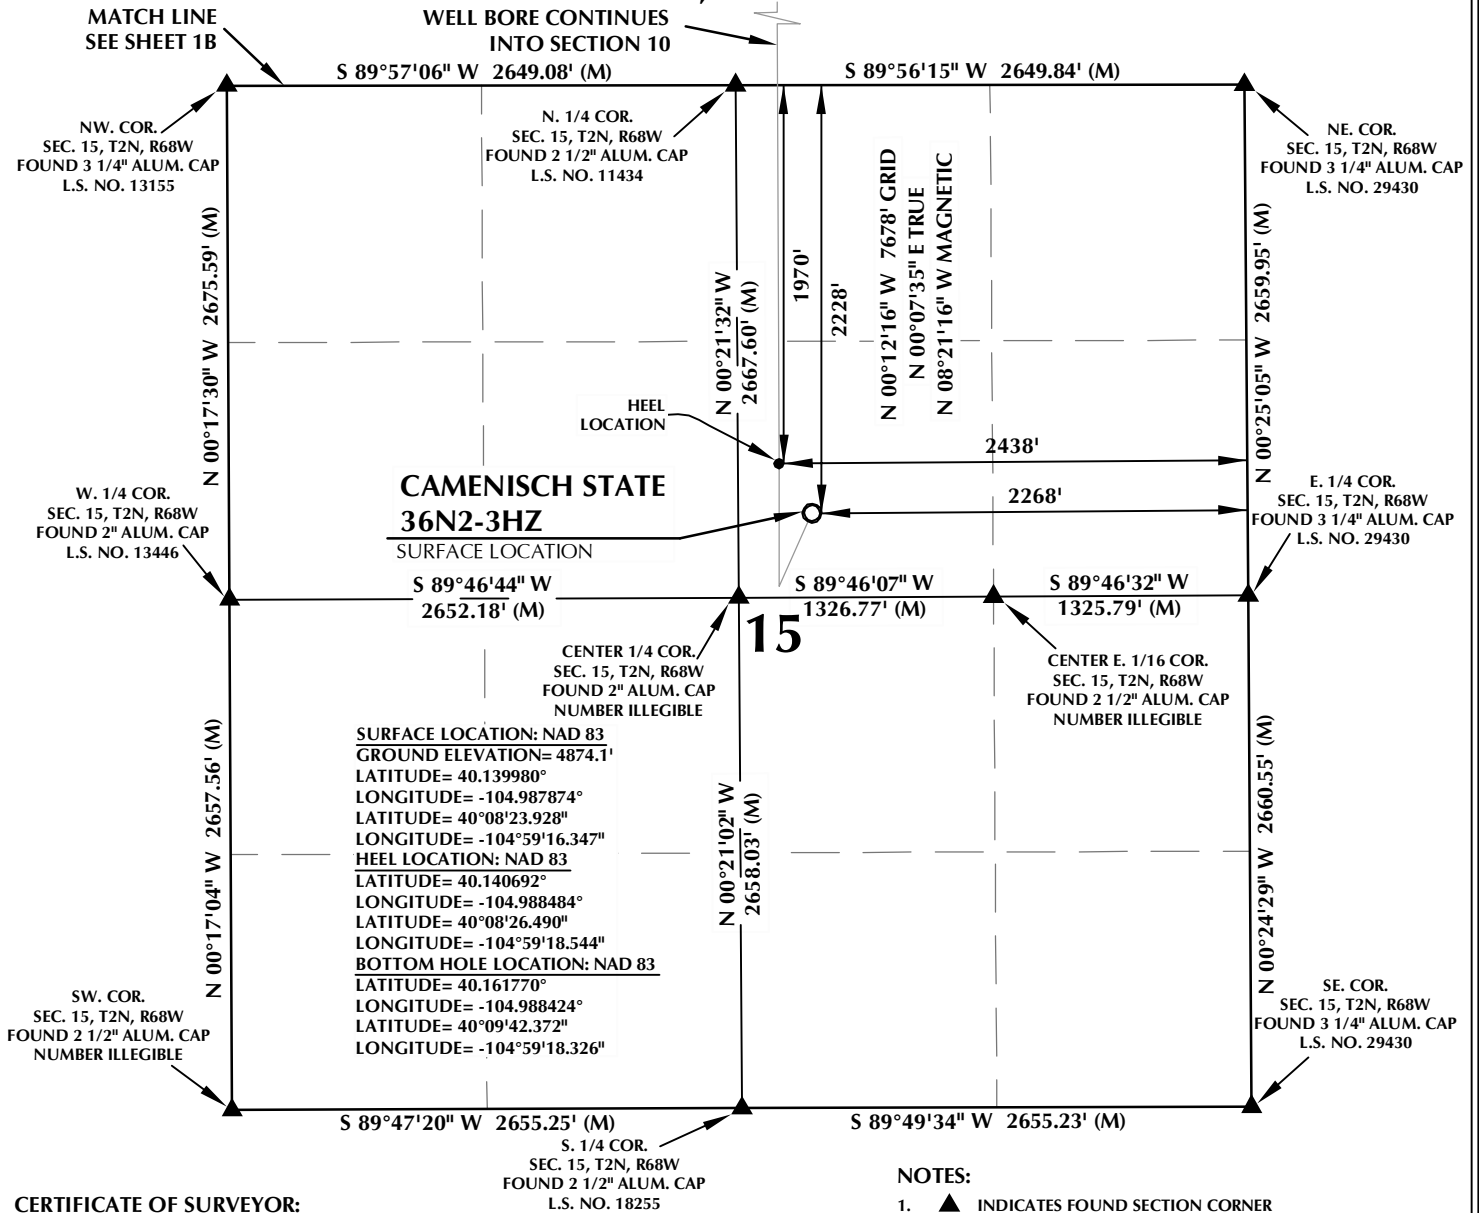 MATCH LINE
SEE SHEET 1B
WELL BORE CONTINUES
INTO SECTION 10
S 89°57'06" W 2649.08' (M)
S 89°56'15" W 2649.84' (M)
NW. COR.
SEC. 15, T2N, R68W
FOUND 3 1/4" ALUM. CAP
L.S. NO. 13155
N. 1/4 COR.
SEC. 15, T2N, R68W
FOUND 2 1/2" ALUM. CAP
L.S. NO. 11434
NE. COR.
SEC. 15, T2N, R68W
FOUND 3 1/4" ALUM. CAP
L.S. NO. 29430
N 00°17'30" W 2675.59' (M)
N 00°21'32" W
2667.60' (M)
1970'
2228'
N 00°12'16" W 7678' GRID
N 00°07'35" E TRUE
N 08°21'16" W MAGNETIC
N 00°25'05" W 2659.95' (M)
HEEL
LOCATION
2438'
2268'
CAMENISCH STATE
36N2-3HZ
SURFACE LOCATION
W. 1/4 COR.
SEC. 15, T2N, R68W
FOUND 2" ALUM. CAP
L.S. NO. 13446
E. 1/4 COR.
SEC. 15, T2N, R68W
FOUND 3 1/4" ALUM. CAP
L.S. NO. 29430
S 89°46'44" W
2652.18' (M)
S 89°46'07" W
1326.77' (M)
S 89°46'32" W
1325.79' (M)
15
CENTER 1/4 COR.
SEC. 15, T2N, R68W
FOUND 2" ALUM. CAP
NUMBER ILLEGIBLE
CENTER E. 1/16 COR.
SEC. 15, T2N, R68W
FOUND 2 1/2" ALUM. CAP
NUMBER ILLEGIBLE
N 00°17'04" W 2657.56' (M)
SURFACE LOCATION: NAD 83
GROUND ELEVATION= 4874.1'
LATITUDE= 40.139980°
LONGITUDE= -104.987874°
LATITUDE= 40°08'23.928"
LONGITUDE= -104°59'16.347"
HEEL LOCATION: NAD 83
LATITUDE= 40.140692°
LONGITUDE= -104.988484°
LATITUDE= 40°08'26.490"
LONGITUDE= -104°59'18.544"
BOTTOM HOLE LOCATION: NAD 83
LATITUDE= 40.161770°
LONGITUDE= -104.988424°
LATITUDE= 40°09'42.372"
LONGITUDE= -104°59'18.326"
N 00°21'02" W
2658.03' (M)
N 00°24'29" W 2660.55' (M)
SW. COR.
SEC. 15, T2N, R68W
FOUND 2 1/2" ALUM. CAP
NUMBER ILLEGIBLE
SE. COR.
SEC. 15, T2N, R68W
FOUND 3 1/4" ALUM. CAP
L.S. NO. 29430
S 89°47'20" W 2655.25' (M)
S 89°49'34" W 2655.23' (M)
S. 1/4 COR.
SEC. 15, T2N, R68W
FOUND 2 1/2" ALUM. CAP
L.S. NO. 18255
CERTIFICATE OF SURVEYOR:
NOTES:
1. ▲ INDICATES FOUND SECTION CORNER